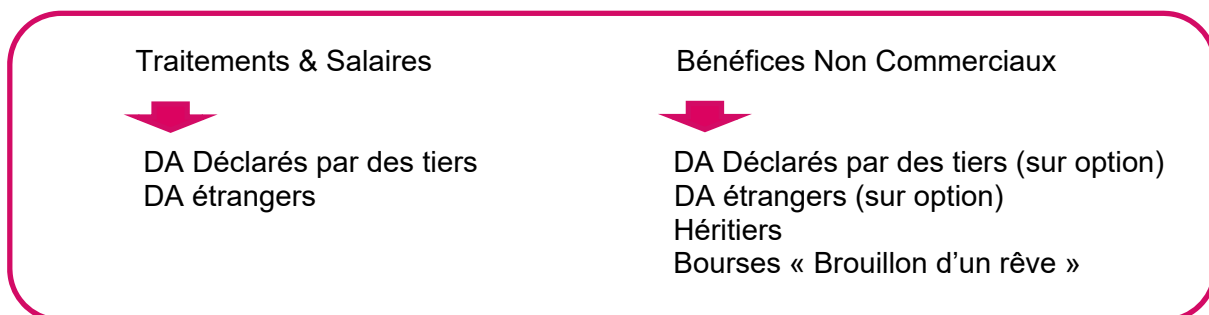 Traitements & Salaires
DA Déclarés par des tiers
DA étrangers
Bénéfices Non Commerciaux
DA Déclarés par des tiers (sur option)
DA étrangers (sur option)
Héritiers
Bourses « Brouillon d’un rêve »